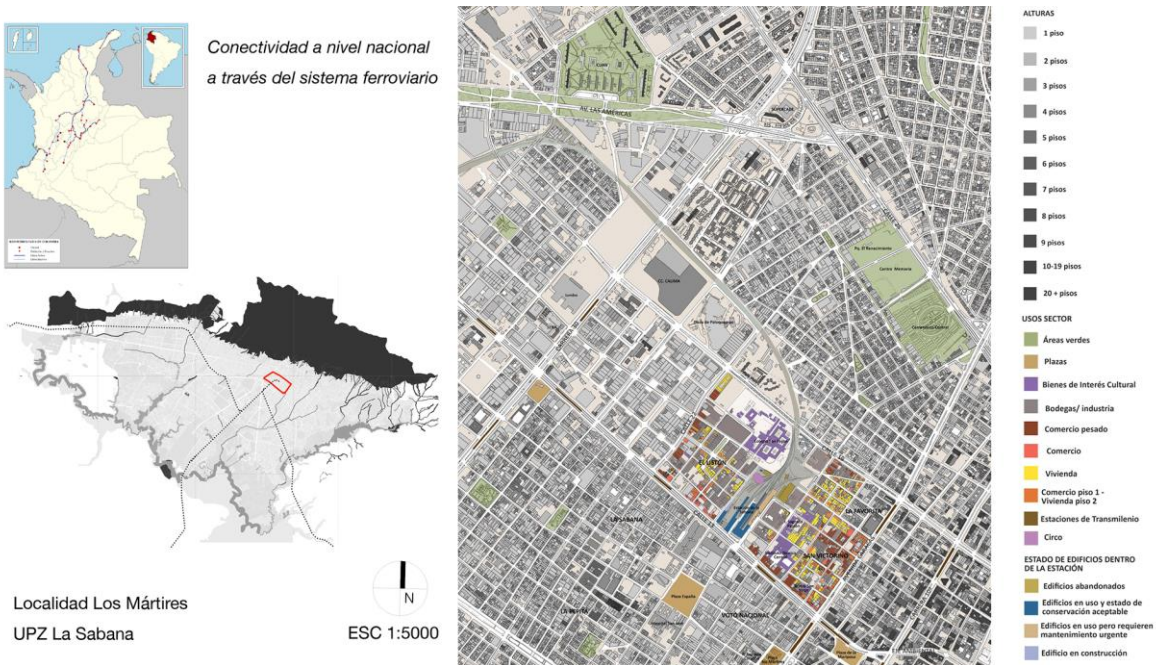 Conectividad a nivel nacional
a través del sistema ferroviario
Localidad Los Mártires
UPZ La Sabana
N
ESC 1:5000
AV. LAS AMÉRICAS
Centro Memoria
LA SABANA
LA FAVORITA
SAN VICTORINO
Plaza España
VOTO NACIONAL
ALTURAS
1 piso
2 pisos
3 pisos
4 pisos
5 pisos
6 pisos
7 pisos
8 pisos
9 pisos
10-19 pisos
20 + pisos
USOS SECTOR
Áreas verdes
Plazas
Bienes de Interés Cultural
Bodegas/ industria
Comercio pesado
Comercio
Vivienda
Comercio piso 1 -
Vivienda piso 2
Estaciones de Transmilenio
Circo
ESTADO DE EDIFICIOS DENTRO
DE LA ESTACIÓN
Edificios abandonados
Edificios en uso y estado de
conservación aceptable
Edificios en uso pero requieren
mantenimiento urgente
Edificio en construcción